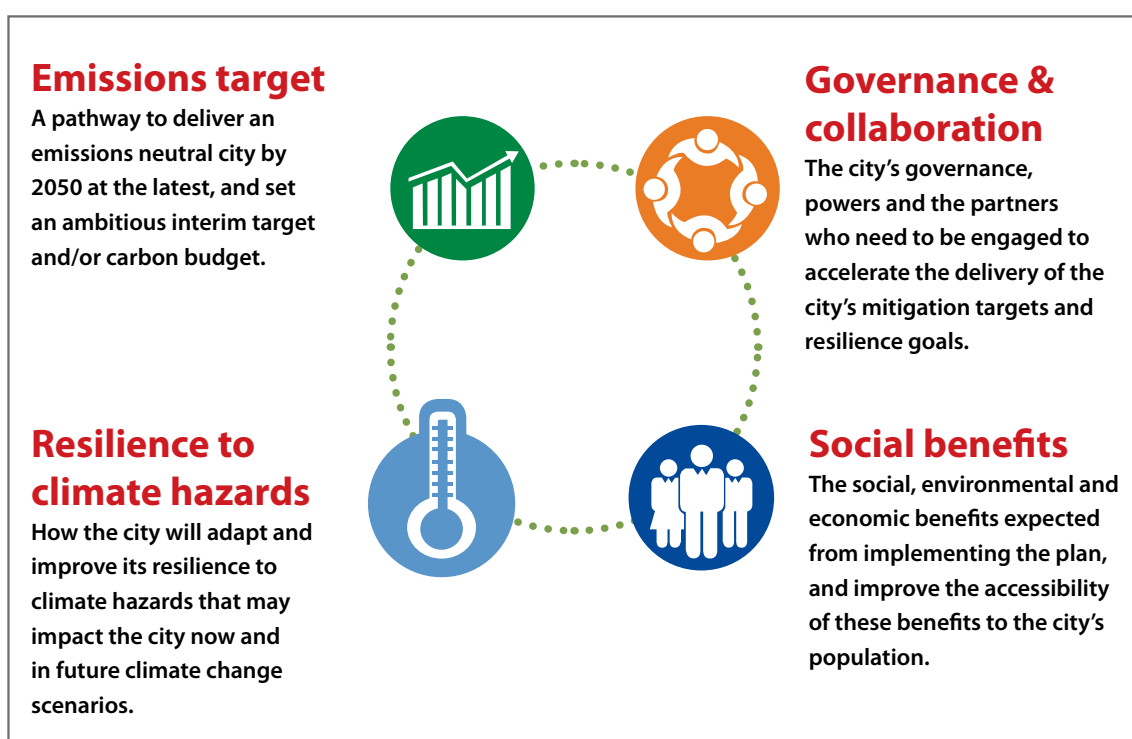 Emissions target
A pathway to deliver an
emissions neutral city by
2050 at the latest, and set
an ambitious interim target
and/or carbon budget.
Governance &
collaboration
The city's governance,
powers and the partners
who need to be engaged to
accelerate the delivery of the
city's mitigation targets and
resilience goals.
Resilience to
climate hazards
How the city will adapt and
improve its resilience to
climate hazards that may
impact the city now and
in future climate change
scenarios.
Social benefits
The social, environmental and
economic benefits expected
from implementing the plan,
and improve the accessibility
of these benefits to the city's
population.